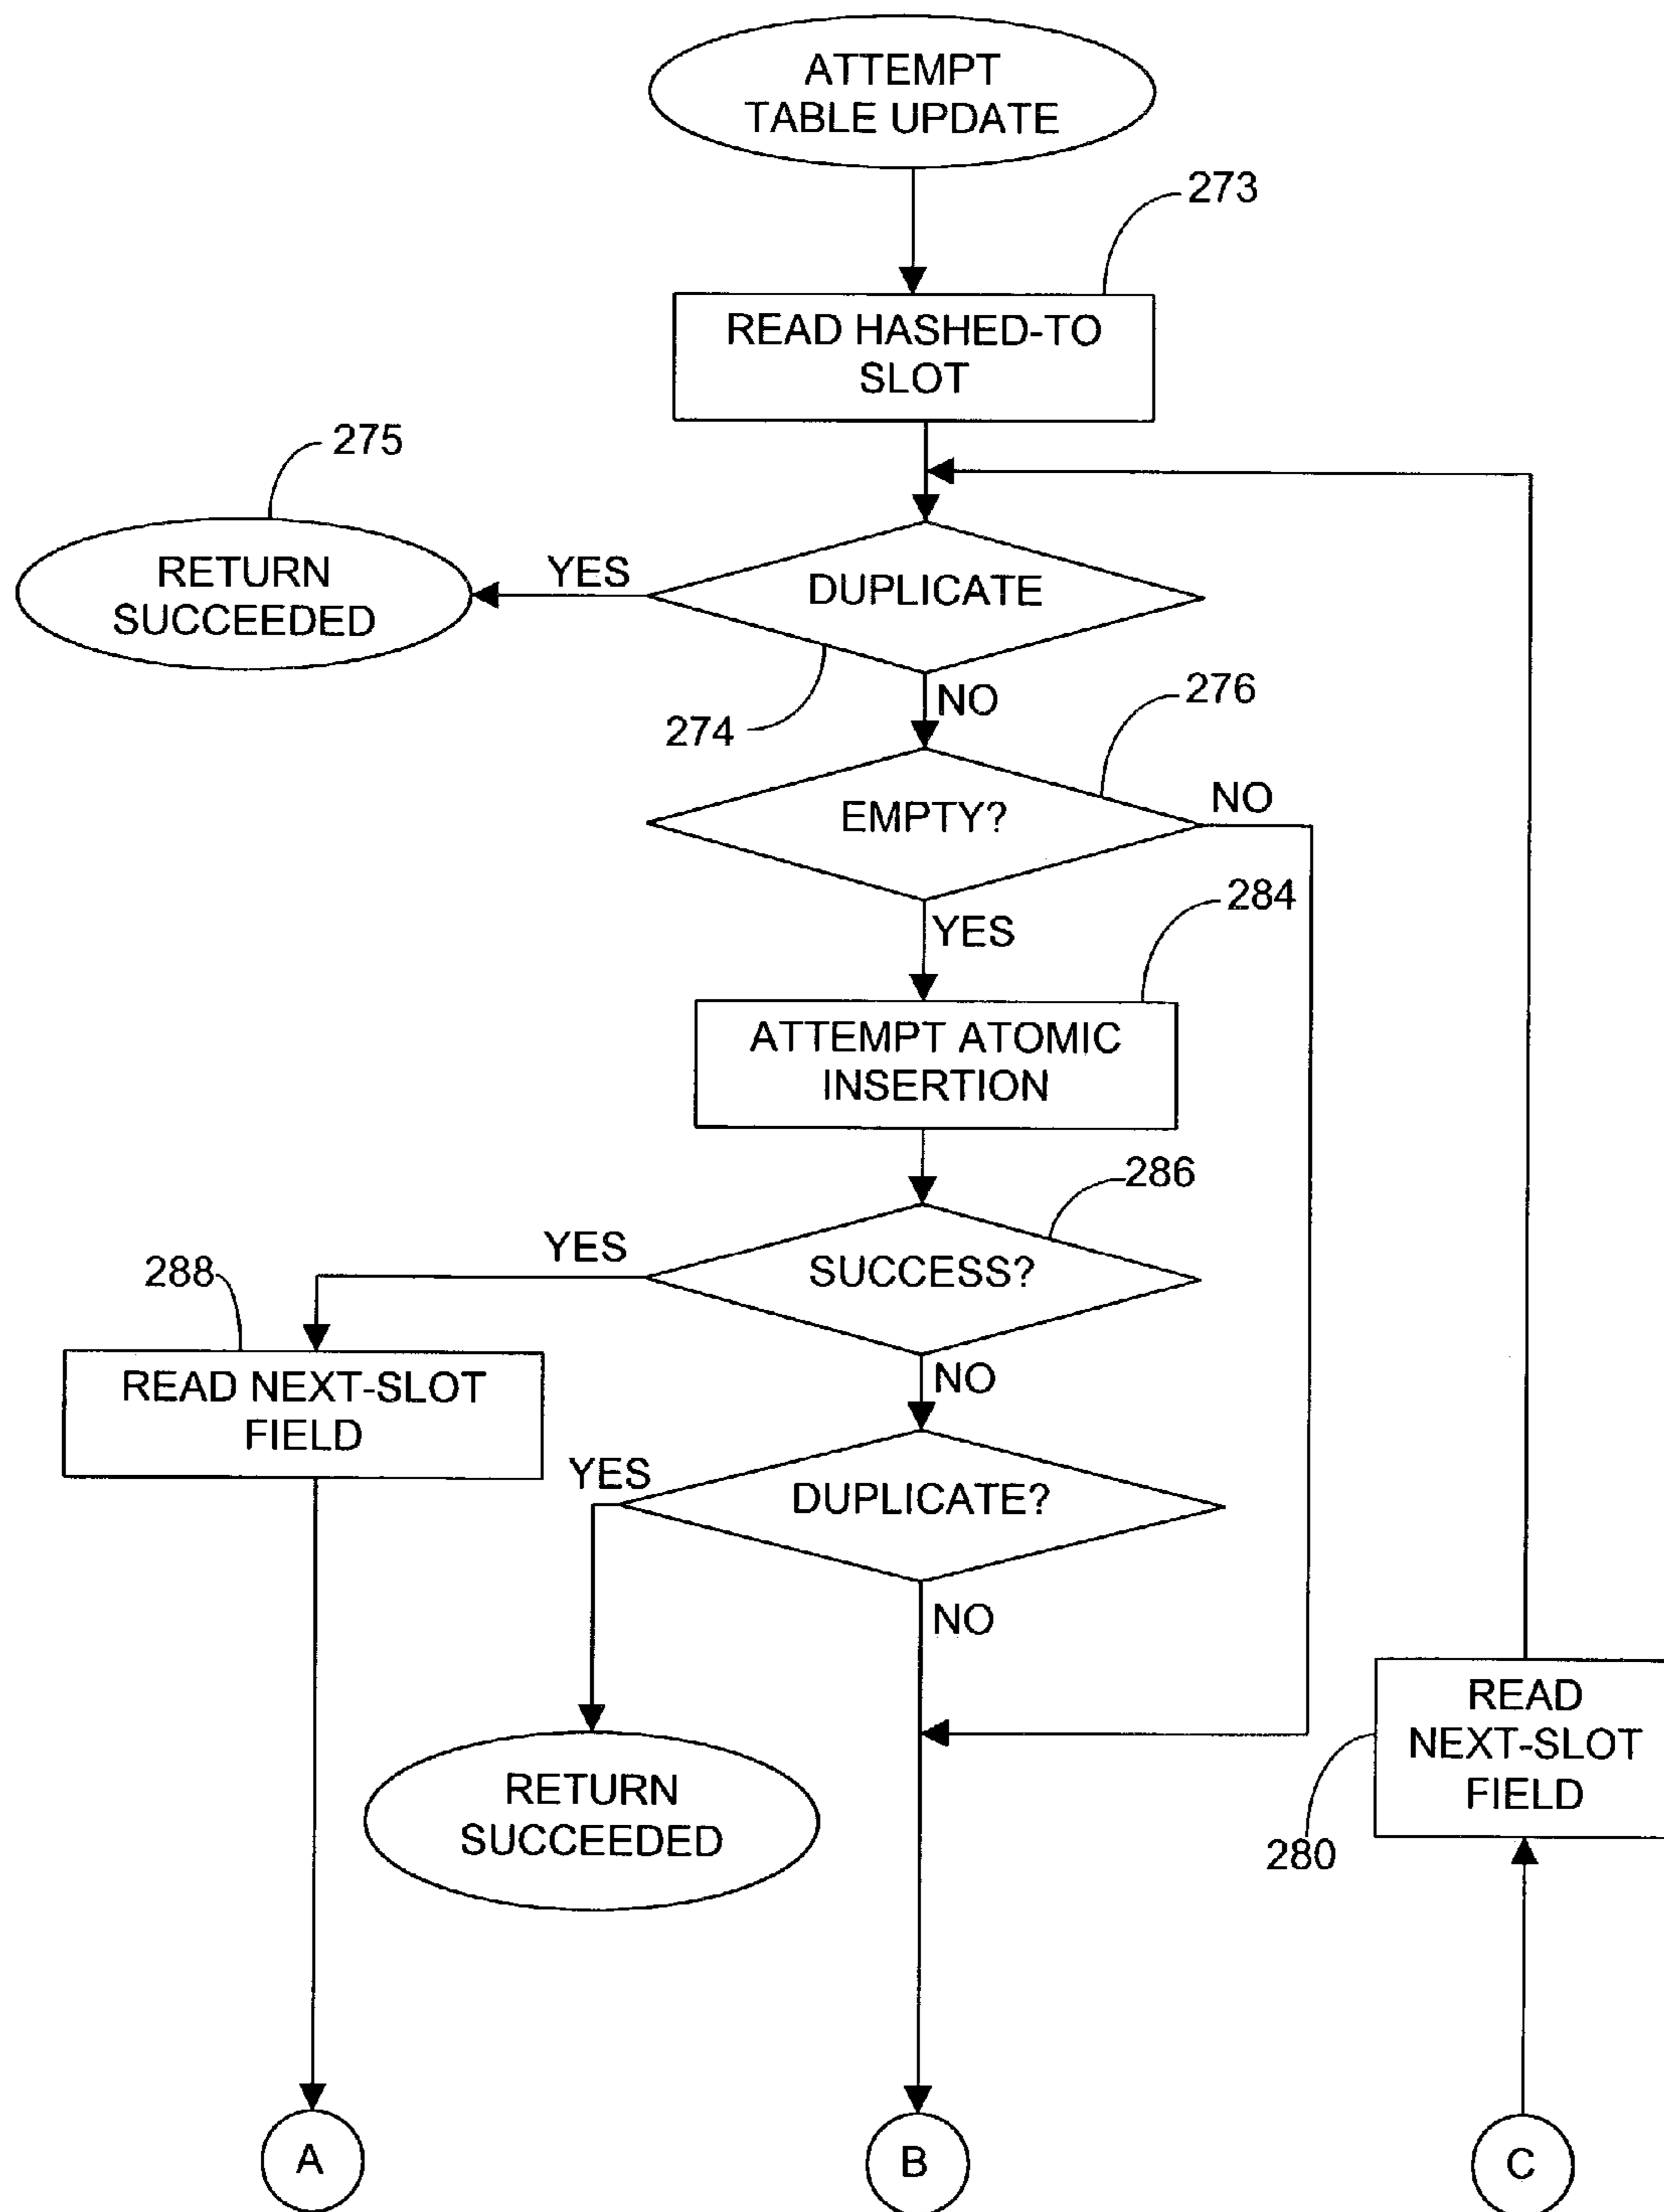 ATTEMPT
TABLE UPDATE
273
READ HASHED-TO
SLOT
275
RETURN
SUCCEEDED
YES
DUPLICATE
274
NO
276
EMPTY?
NO
YES
284
ATTEMPT ATOMIC
INSERTION
286
YES
SUCCESS?
288
READ NEXT-SLOT
FIELD
NO
YES
DUPLICATE?
NO
RETURN
SUCCEEDED
READ
NEXT-SLOT
FIELD
280
A
B
C